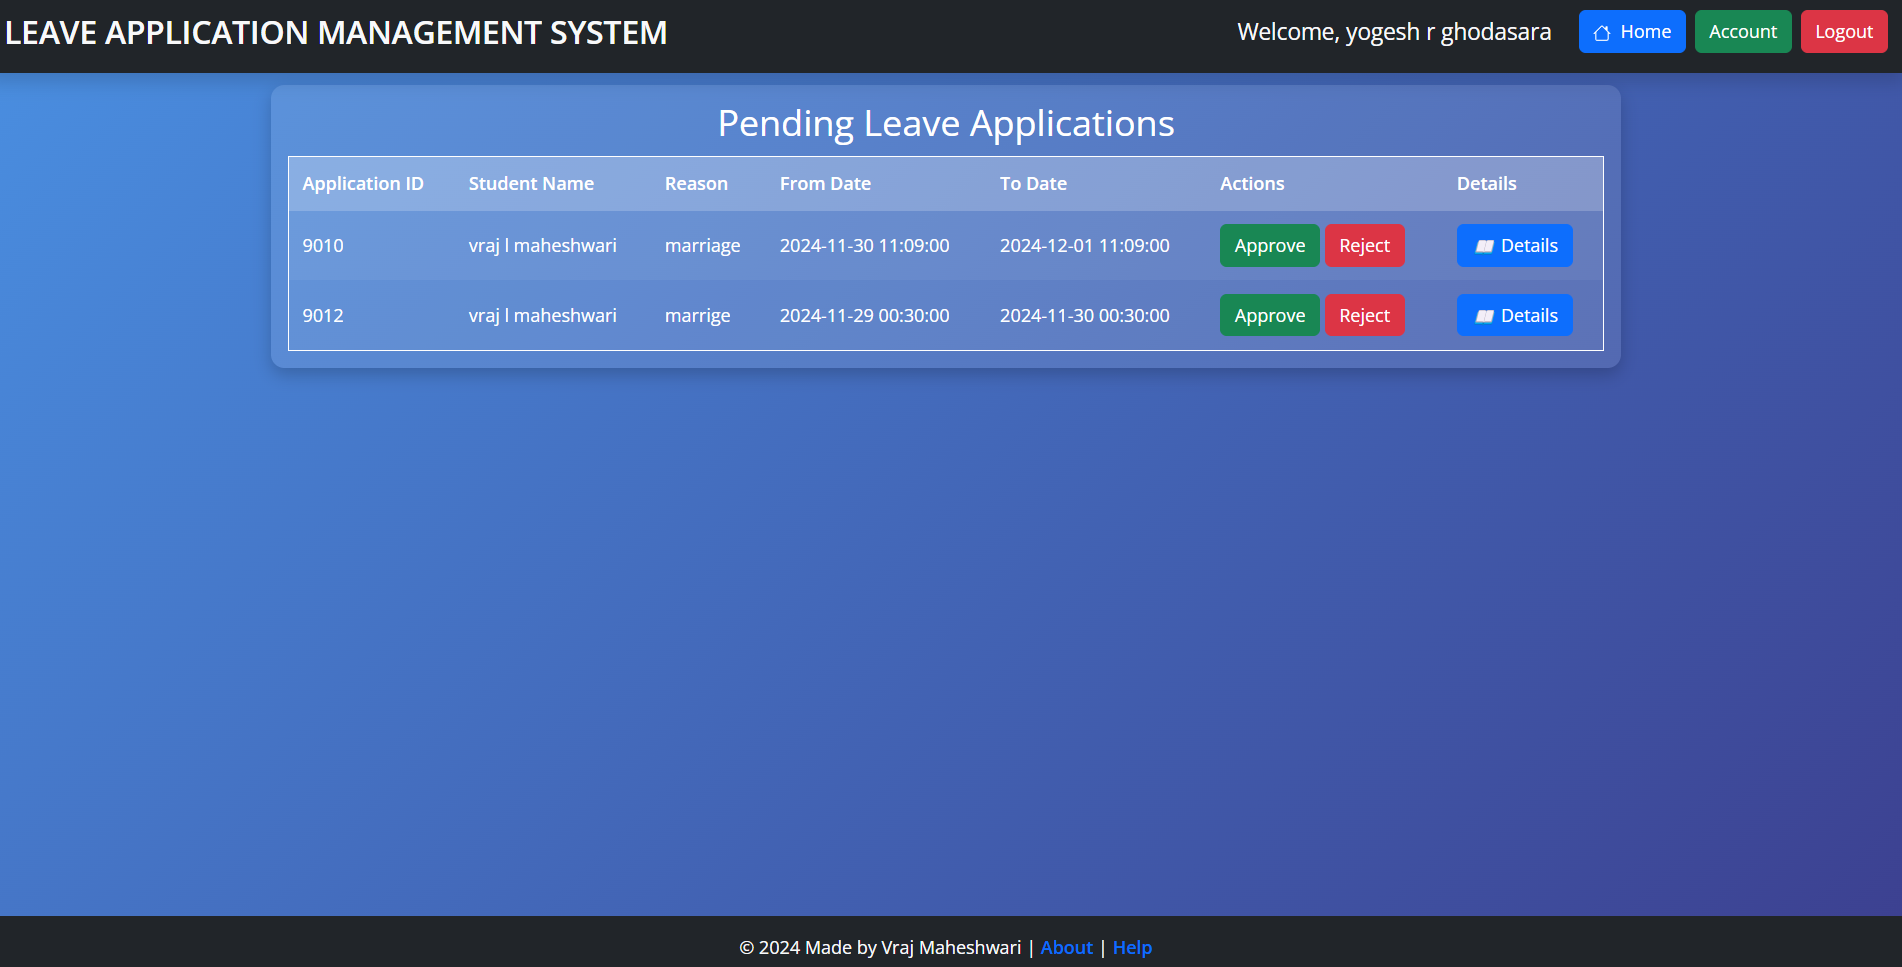 LEAVE APPLICATION MANAGEMENT SYSTEM Welcome, yogesh r ghodasara Home Account Logout
Pending Leave Applications
Application ID Student Name Reason From Date To Date Actions Details
9010 vraj l maheshwari marriage 2024-11-30 11:09:00 2024-12-01 11:09:00 Approve Reject Details
9012 vraj l maheshwari marrige 2024-11-29 00:30:00 2024-11-30 00:30:00 Approve Reject Details
© 2024 Made by Vraj Maheshwari | About | Help